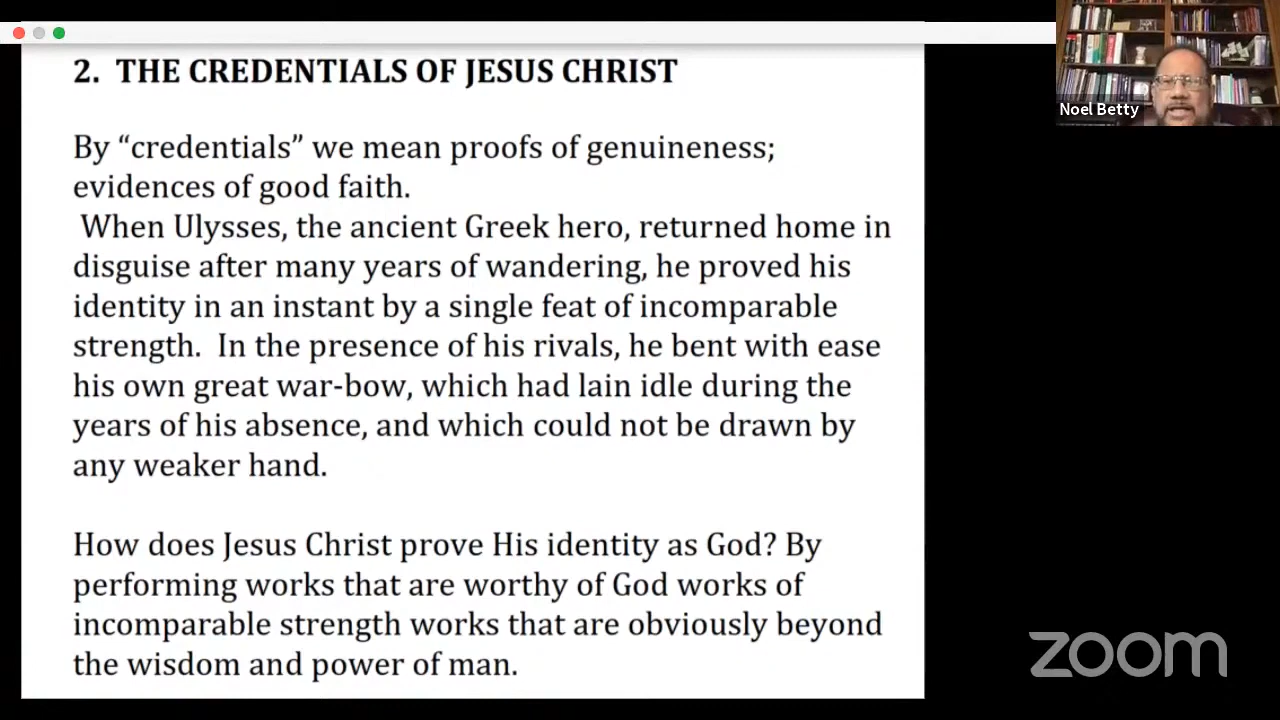 2. THE CREDENTIALS OF JESUS CHRIST
By “credentials” we mean proofs of genuineness;
evidences of good faith.
When Ulysses, the ancient Greek hero, returned home in
disguise after many years of wandering, he proved his
identity in an instant by a single feat of incomparable
strength. In the presence of his rivals, he bent with ease
his own great war-bow, which had lain idle during the
years of his absence, and which could not be drawn by
any weaker hand.
How does Jesus Christ prove His identity as God? By
performing works that are worthy of God works of
incomparable strength works that are obviously beyond
the wisdom and power of man.
Noel Betty
zoom